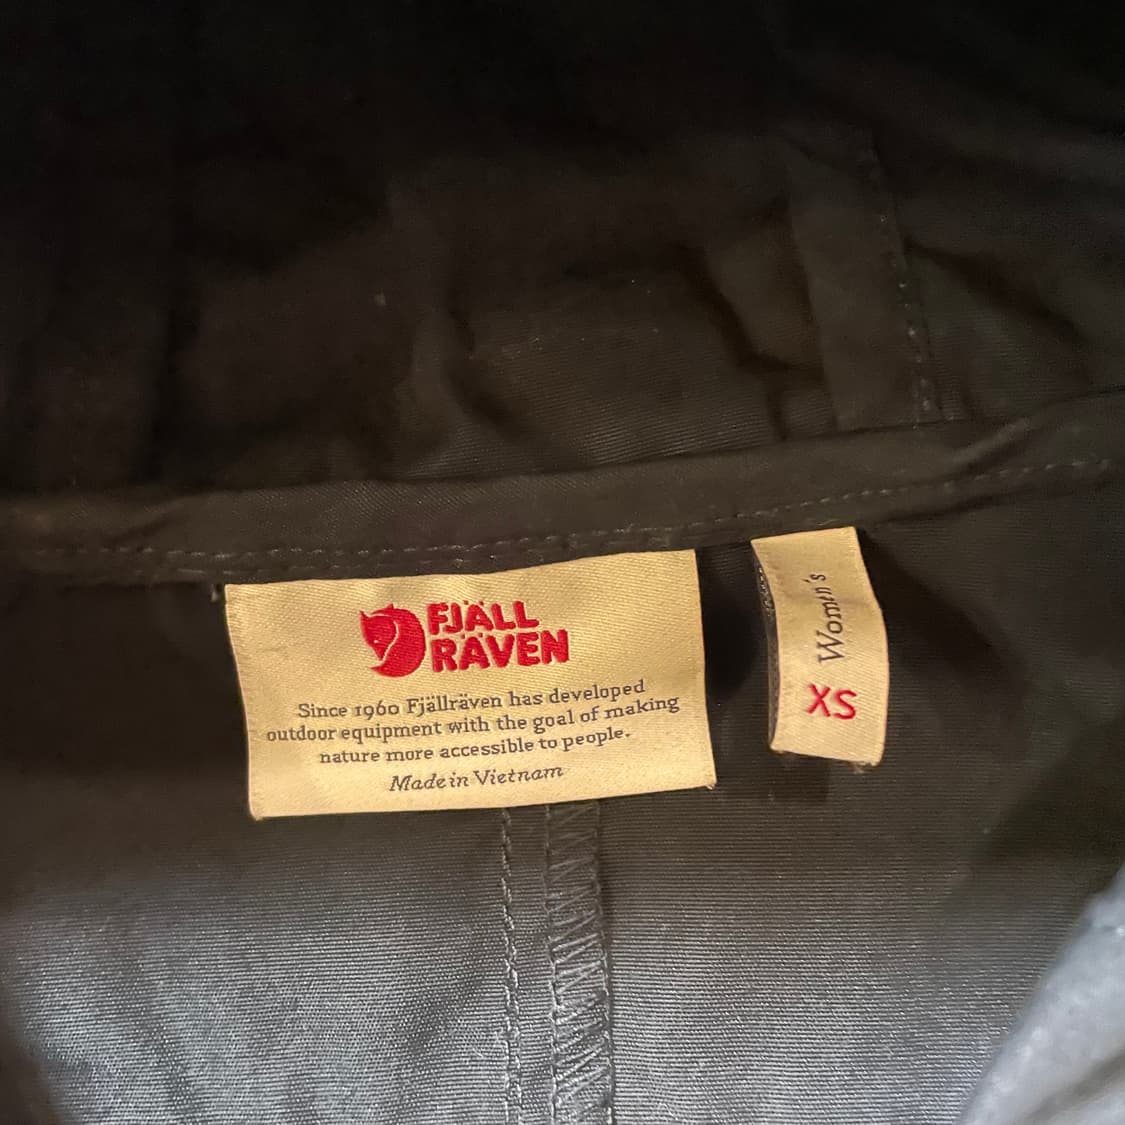 FJÄLL
RÄVEN
Since 1960 Fjällräven has developed
outdoor equipment with the goal of making
nature more accessible to people.
Made in Vietnam
Women's
XS